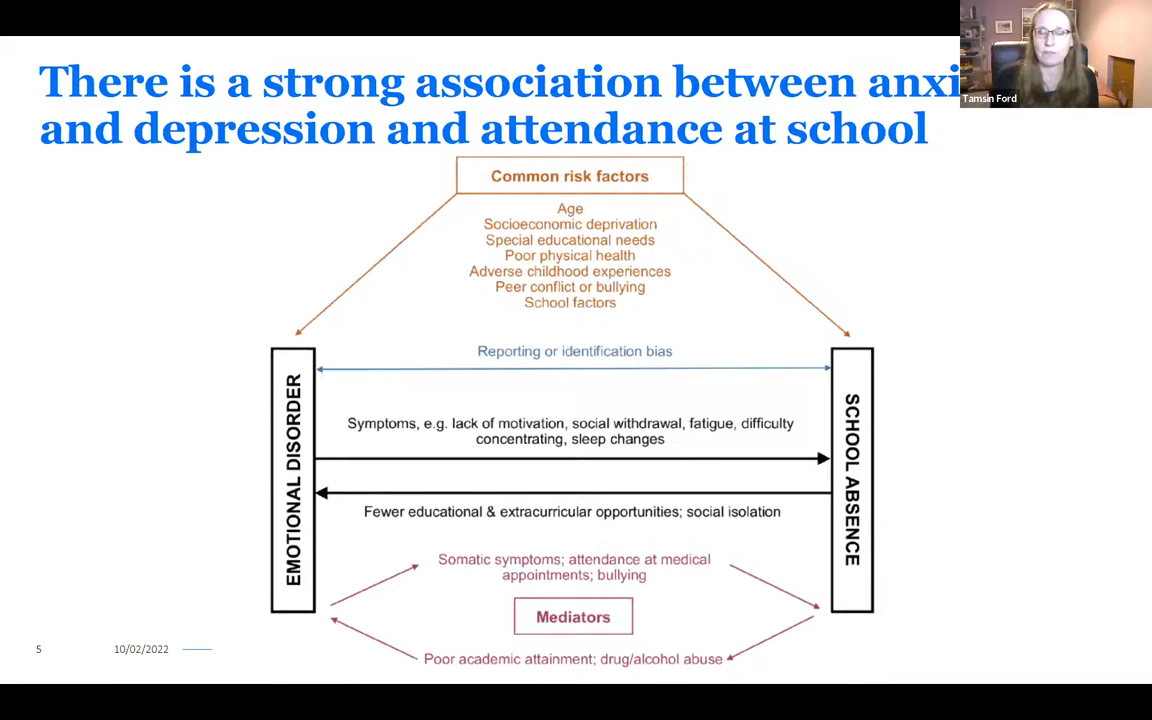 There is a strong association between anxi
and depression and attendance at school
Tamsin Ford
Common risk factors
Age
Socioeconomic deprivation
Special educational needs
Poor physical health
Adverse childhood experiences
Peer conflict or bullying
School factors
Reporting or identification bias
EMOTIONAL DISORDER
SCHOOL ABSENCE
Symptoms, e.g. lack of motivation, social withdrawal, fatigue, difficulty
concentrating, sleep changes
Fewer educational & extracurricular opportunities; social isolation
Somatic symptoms; attendance at medical
appointments; bullying
Mediators
Poor academic attainment; drug/alcohol abuse
5
10/02/2022